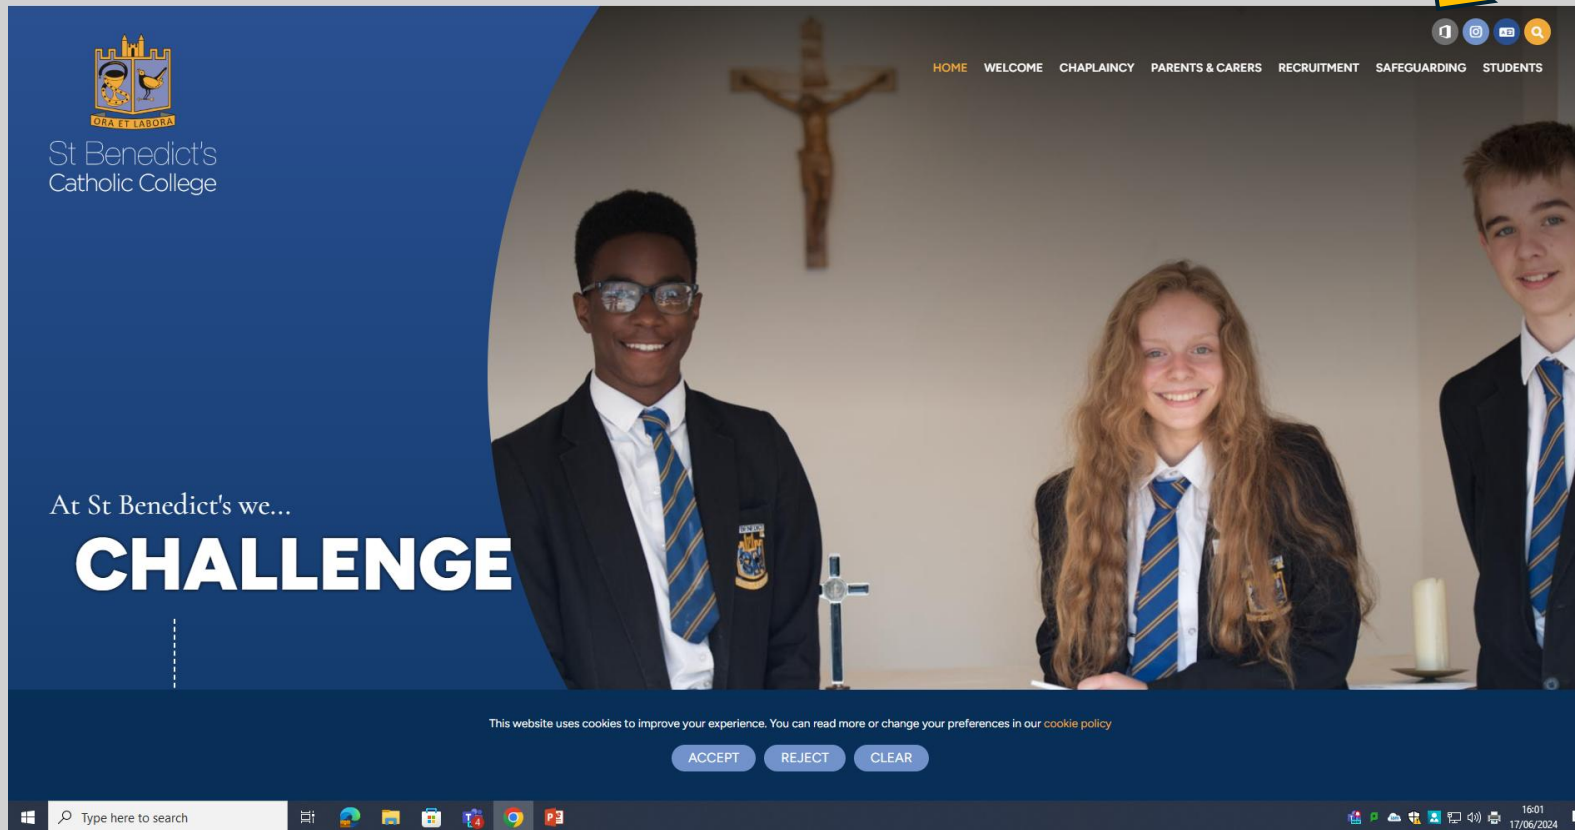 ORA ET LABORA
St Benedict's
Catholic College
HOME WELCOME CHAPLAINCY PARENTS & CARERS RECRUITMENT SAFEGUARDING STUDENTS
At St Benedict's we...
CHALLENGE
This website uses cookies to improve your experience. You can read more or change your preferences in our cookie policy
ACCEPT REJECT CLEAR
Type here to search
4
16:01
17/06/2024